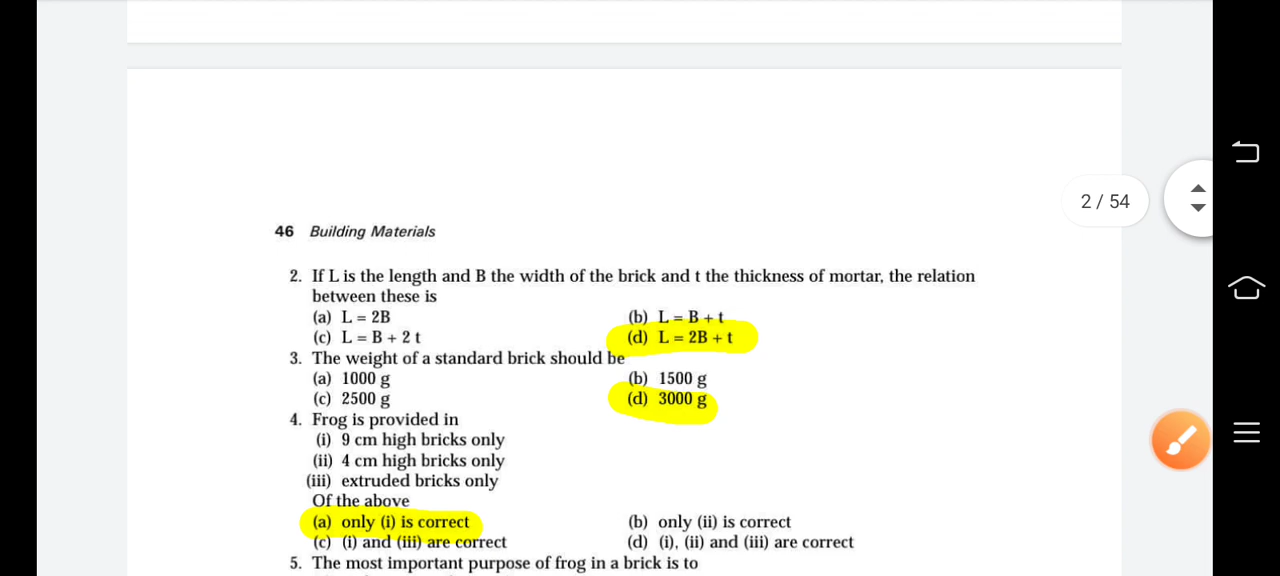 2 / 54
46 Building Materials
2. If L is the length and B the width of the brick and t the thickness of mortar, the relation
between these is
(a) L = 2B (b) L = B + t
(c) L = B + 2 t (d) L = 2B + t
3. The weight of a standard brick should be
(a) 1000 g (b) 1500 g
(c) 2500 g (d) 3000 g
4. Frog is provided in
(i) 9 cm high bricks only
(ii) 4 cm high bricks only
(iii) extruded bricks only
Of the above
(a) only (i) is correct (b) only (ii) is correct
(c) (i) and (iii) are correct (d) (i), (ii) and (iii) are correct
5. The most important purpose of frog in a brick is to